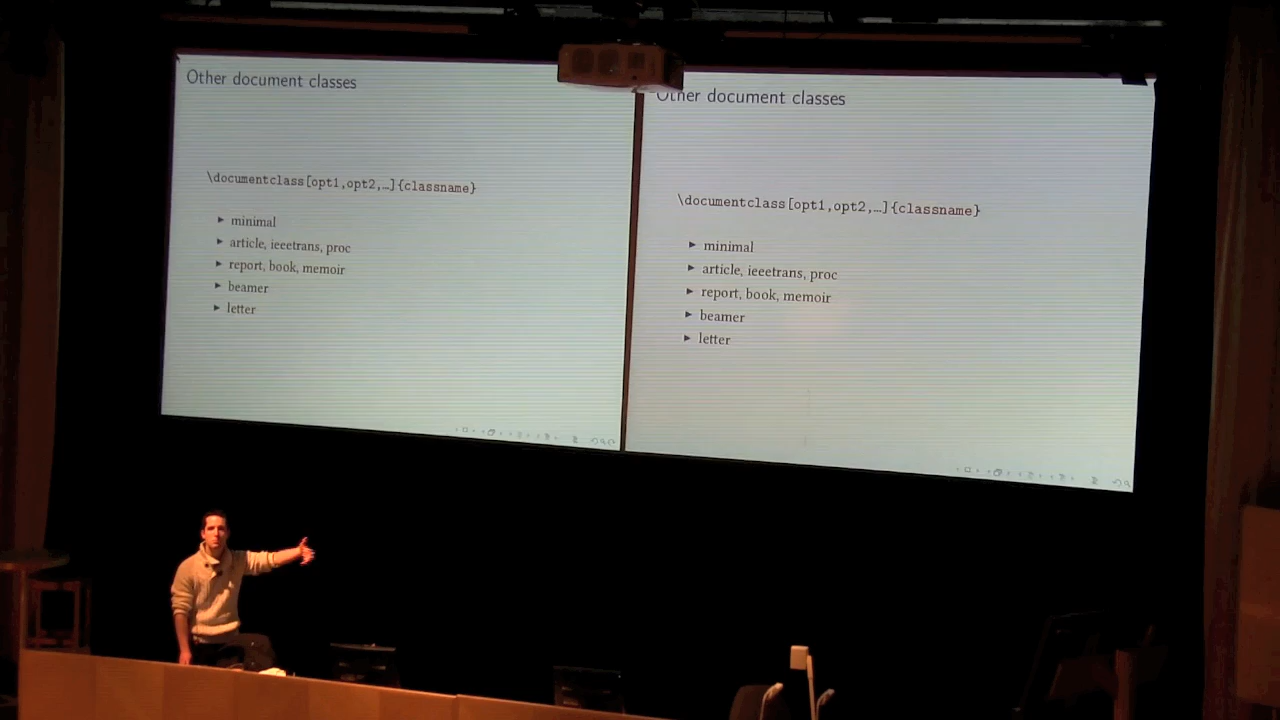 Other document classes
\documentclass[opt1,opt2,…]{classname}
► minimal
► article, ieeetrans, proc
► report, book, memoir
► beamer
► letter
Other document classes
\documentclass[opt1,opt2,…]{classname}
► minimal
► article, ieeetrans, proc
► report, book, memoir
► beamer
► letter